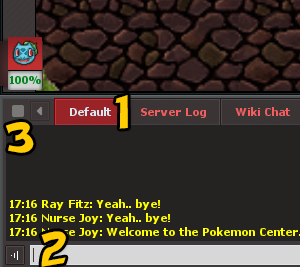 100%
1
Default Server Log Wiki Chat
3
17:16 Ray Fitz: Yeah.. bye!
17:16 Nurse Joy: Yeah.. bye!
17:16 Nurse Joy: Welcome to the Pokemon Center.
2